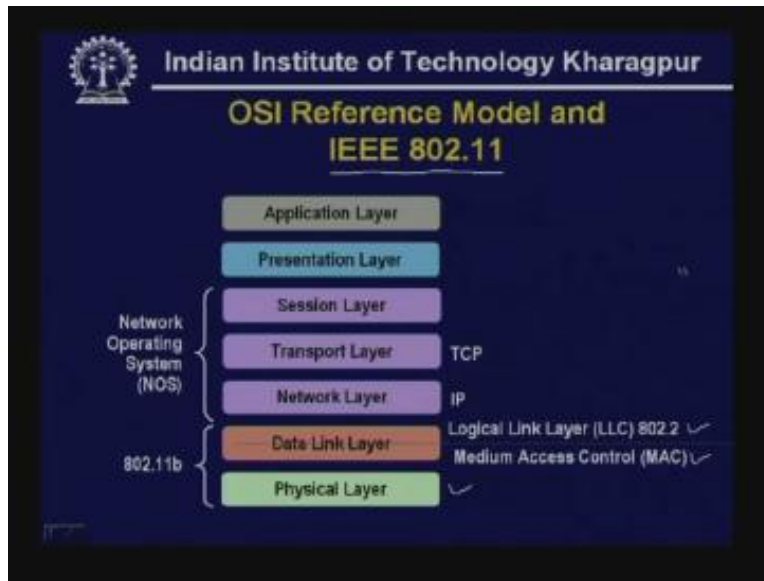 Indian Institute of Technology Kharagpur
OSI Reference Model and
IEEE 802.11
Application Layer
Presentation Layer
Session Layer
Transport Layer
Network Layer
Data Link Layer
Physical Layer
Network
Operating
System
(NOS)
802.11b
TCP
IP
Logical Link Layer (LLC) 802.2
Medium Access Control (MAC)